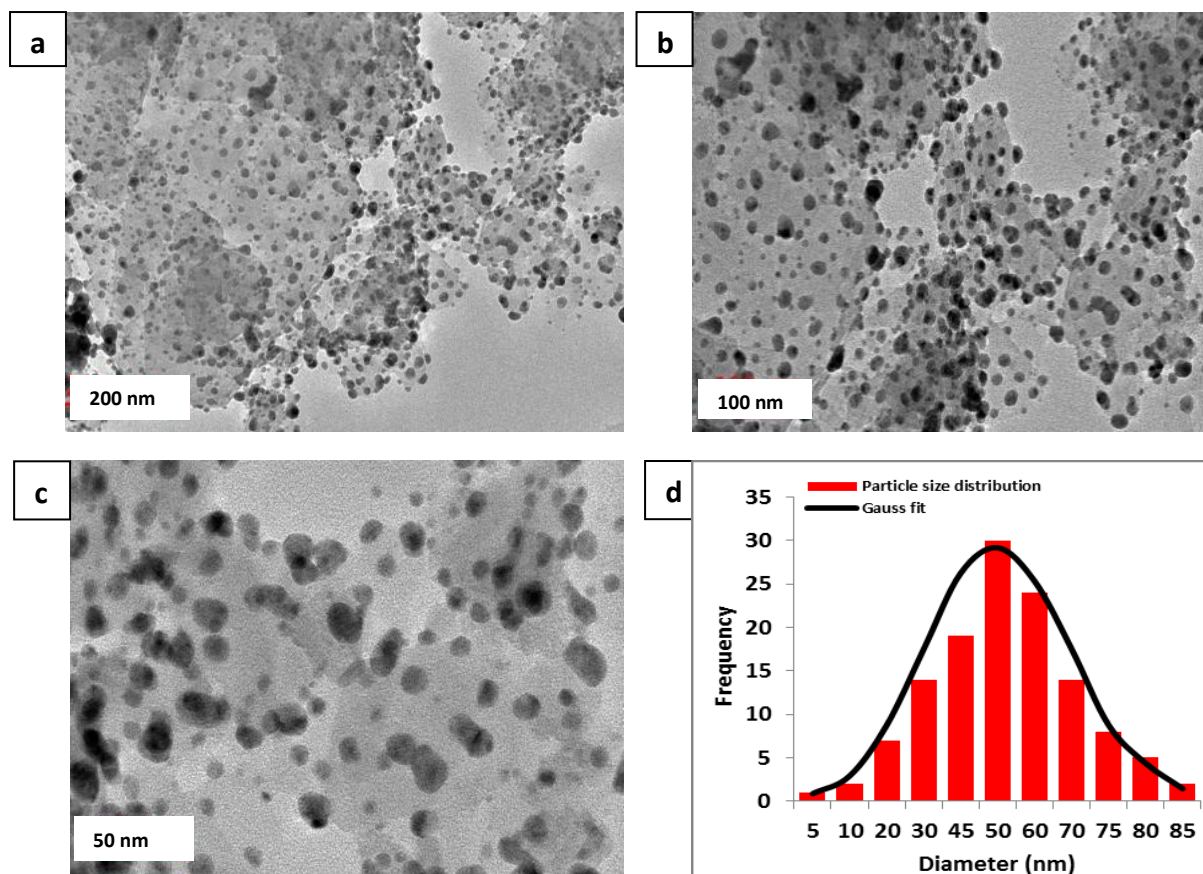 a
b
200 nm
100 nm
c
d
50 nm
Particle size distribution
Gauss fit
35
30
25
20
15
10
5
0
Frequency
5 10 20 30 45 50 60 70 75 80 85
Diameter (nm)